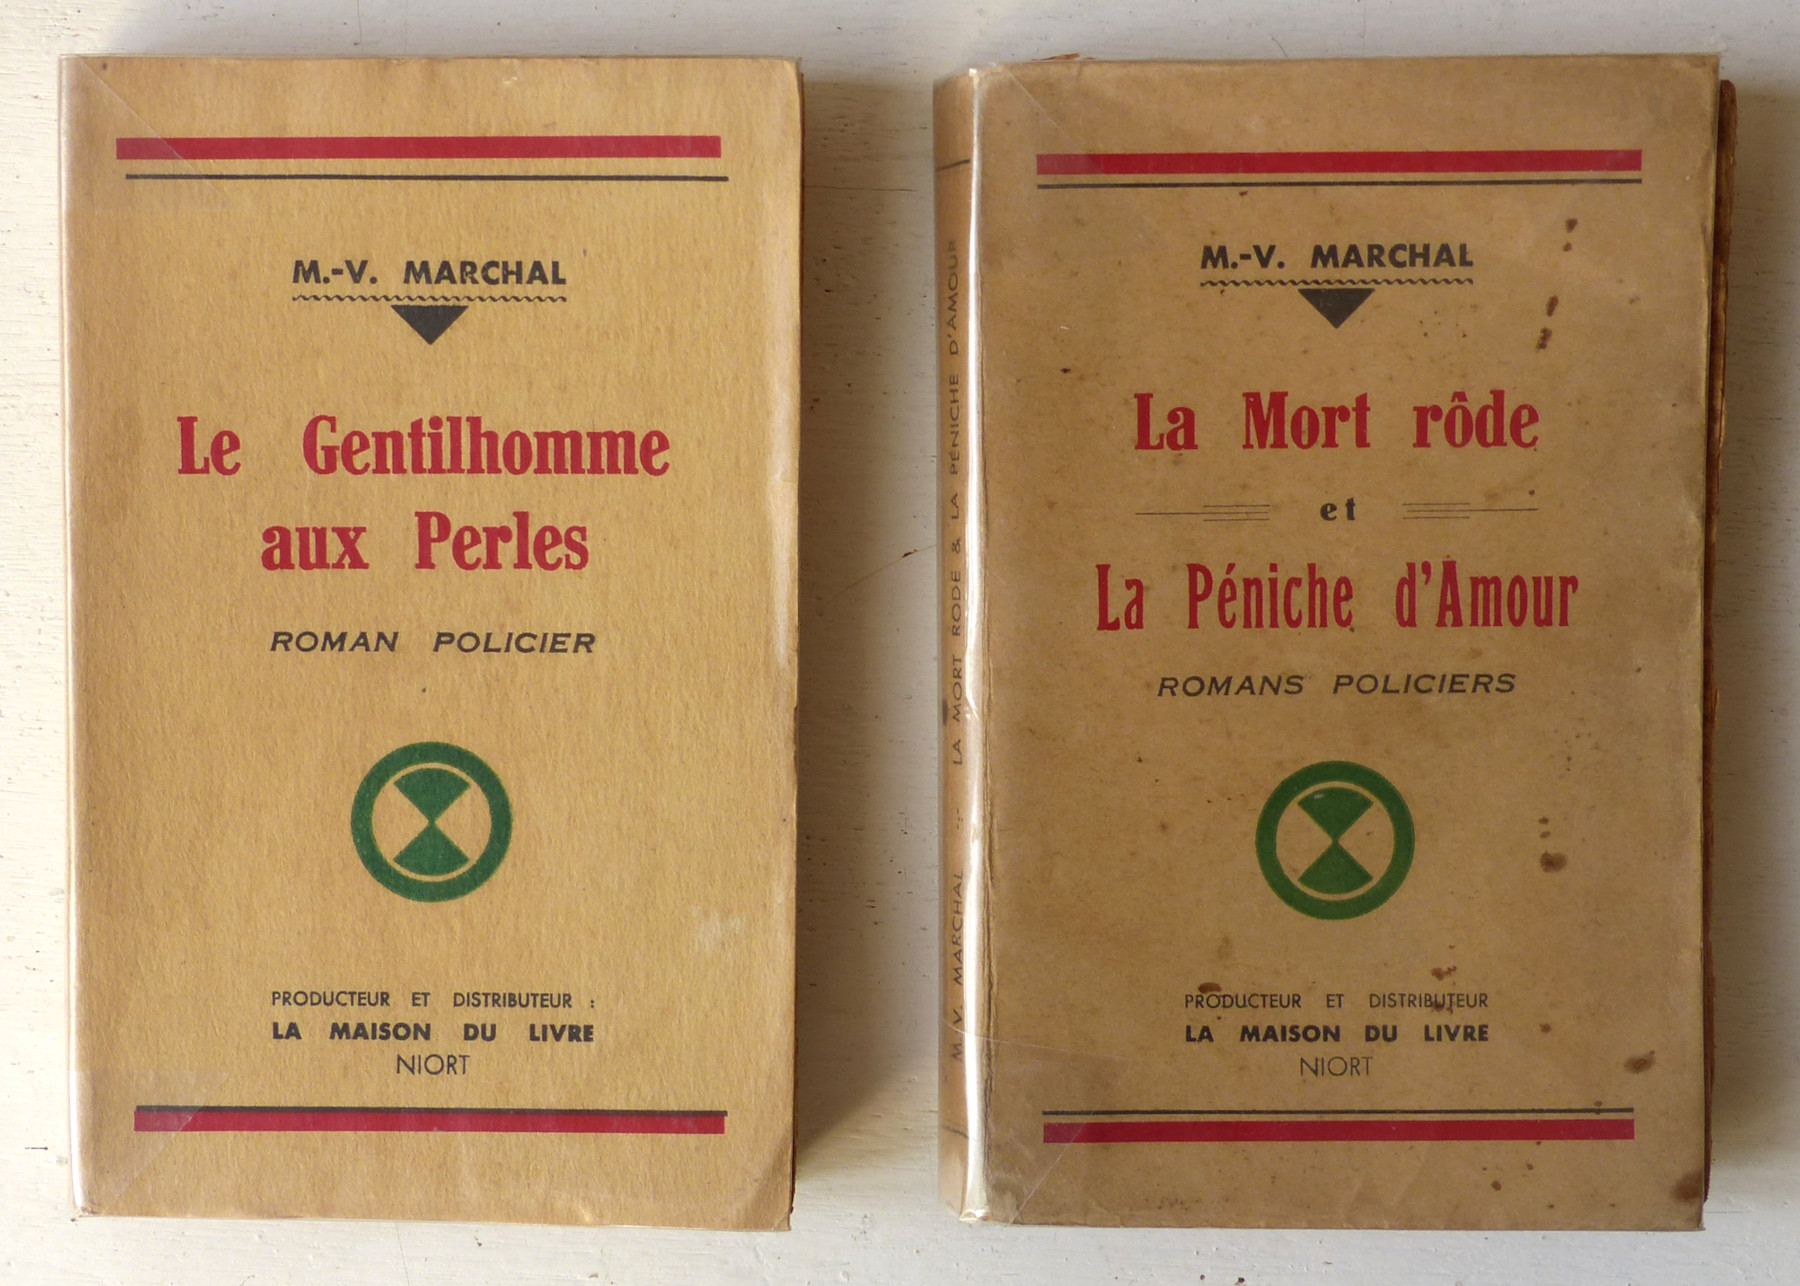 M.-V. MARCHAL
Le Gentilhomme
aux Perles
ROMAN POLICIER
PRODUCTEUR ET DISTRIBUTEUR :
LA MAISON DU LIVRE
NIORT
M. V. MARCHAL -:- LA MORT RODE & LA PÉNICHE D'AMOUR
M.-V. MARCHAL
La Mort rôde
et
La Péniche d'Amour
ROMANS POLICIERS
PRODUCTEUR ET DISTRIBUTEUR
LA MAISON DU LIVRE
NIORT